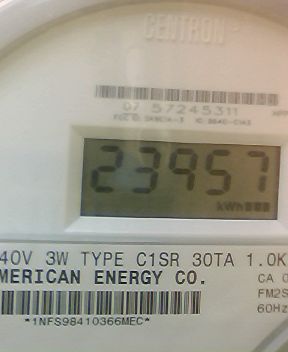 CENTRON
07 57245311
23957
kWh
40V 3W TYPE C1SR 30TA 1.0K
MERICAN ENERGY CO.
CA 0
FM2S
60Hz
*1NFS98410366MEC*